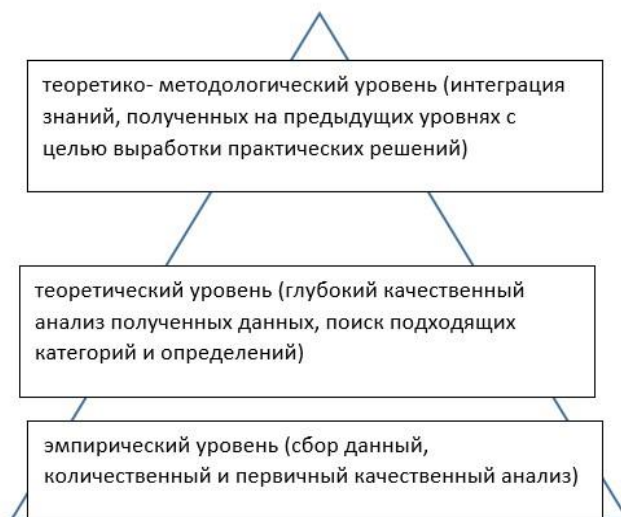 теоретико- методологический уровень (интеграция
знаний, полученных на предыдущих уровнях с
целью выработки практических решений)
теоретический уровень (глубокий качественный
анализ полученных данных, поиск подходящих
категорий и определений)
эмпирический уровень (сбор данный,
количественный и первичный качественный анализ)